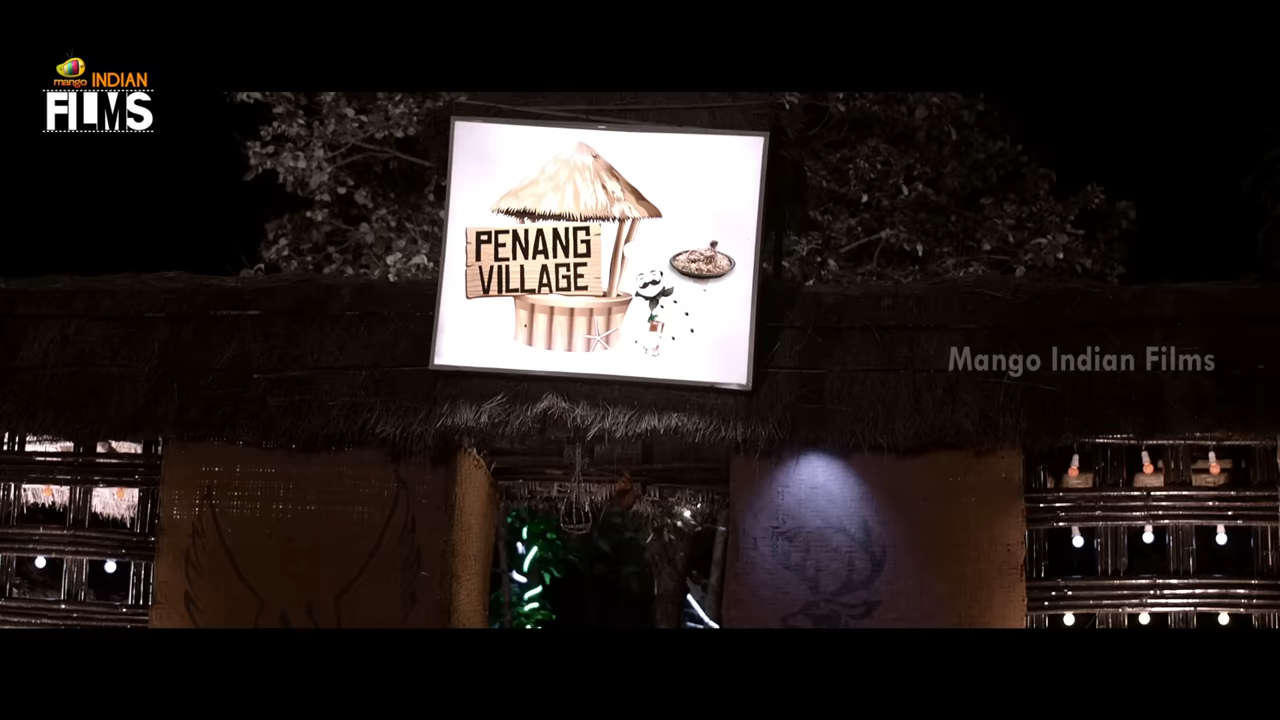 mango INDIAN
FILMS
PENANG
VILLAGE
Mango Indian Films